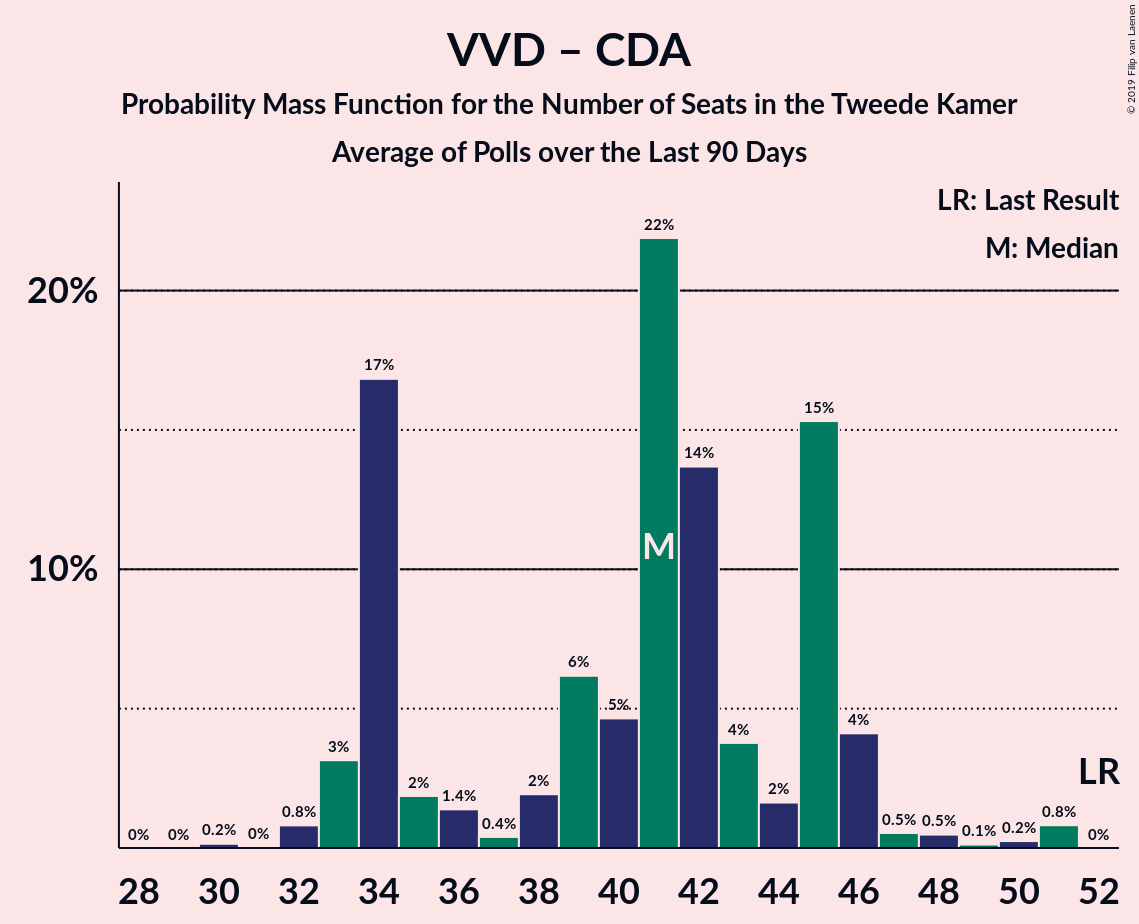 VVD – CDA
Probability Mass Function for the Number of Seats in the Tweede Kamer
Average of Polls over the Last 90 Days
© 2019 Filip van Laenen
LR: Last Result
M: Median
20%
10%
0% 0% 0.2% 0% 0.8% 3% 17% 2% 1.4% 0.4% 2% 6% 5% 22% 14% 4% 2% 15% 4% 0.5% 0.5% 0.1% 0.2% 0.8% 0%
M
LR
28 30 32 34 36 38 40 42 44 46 48 50 52